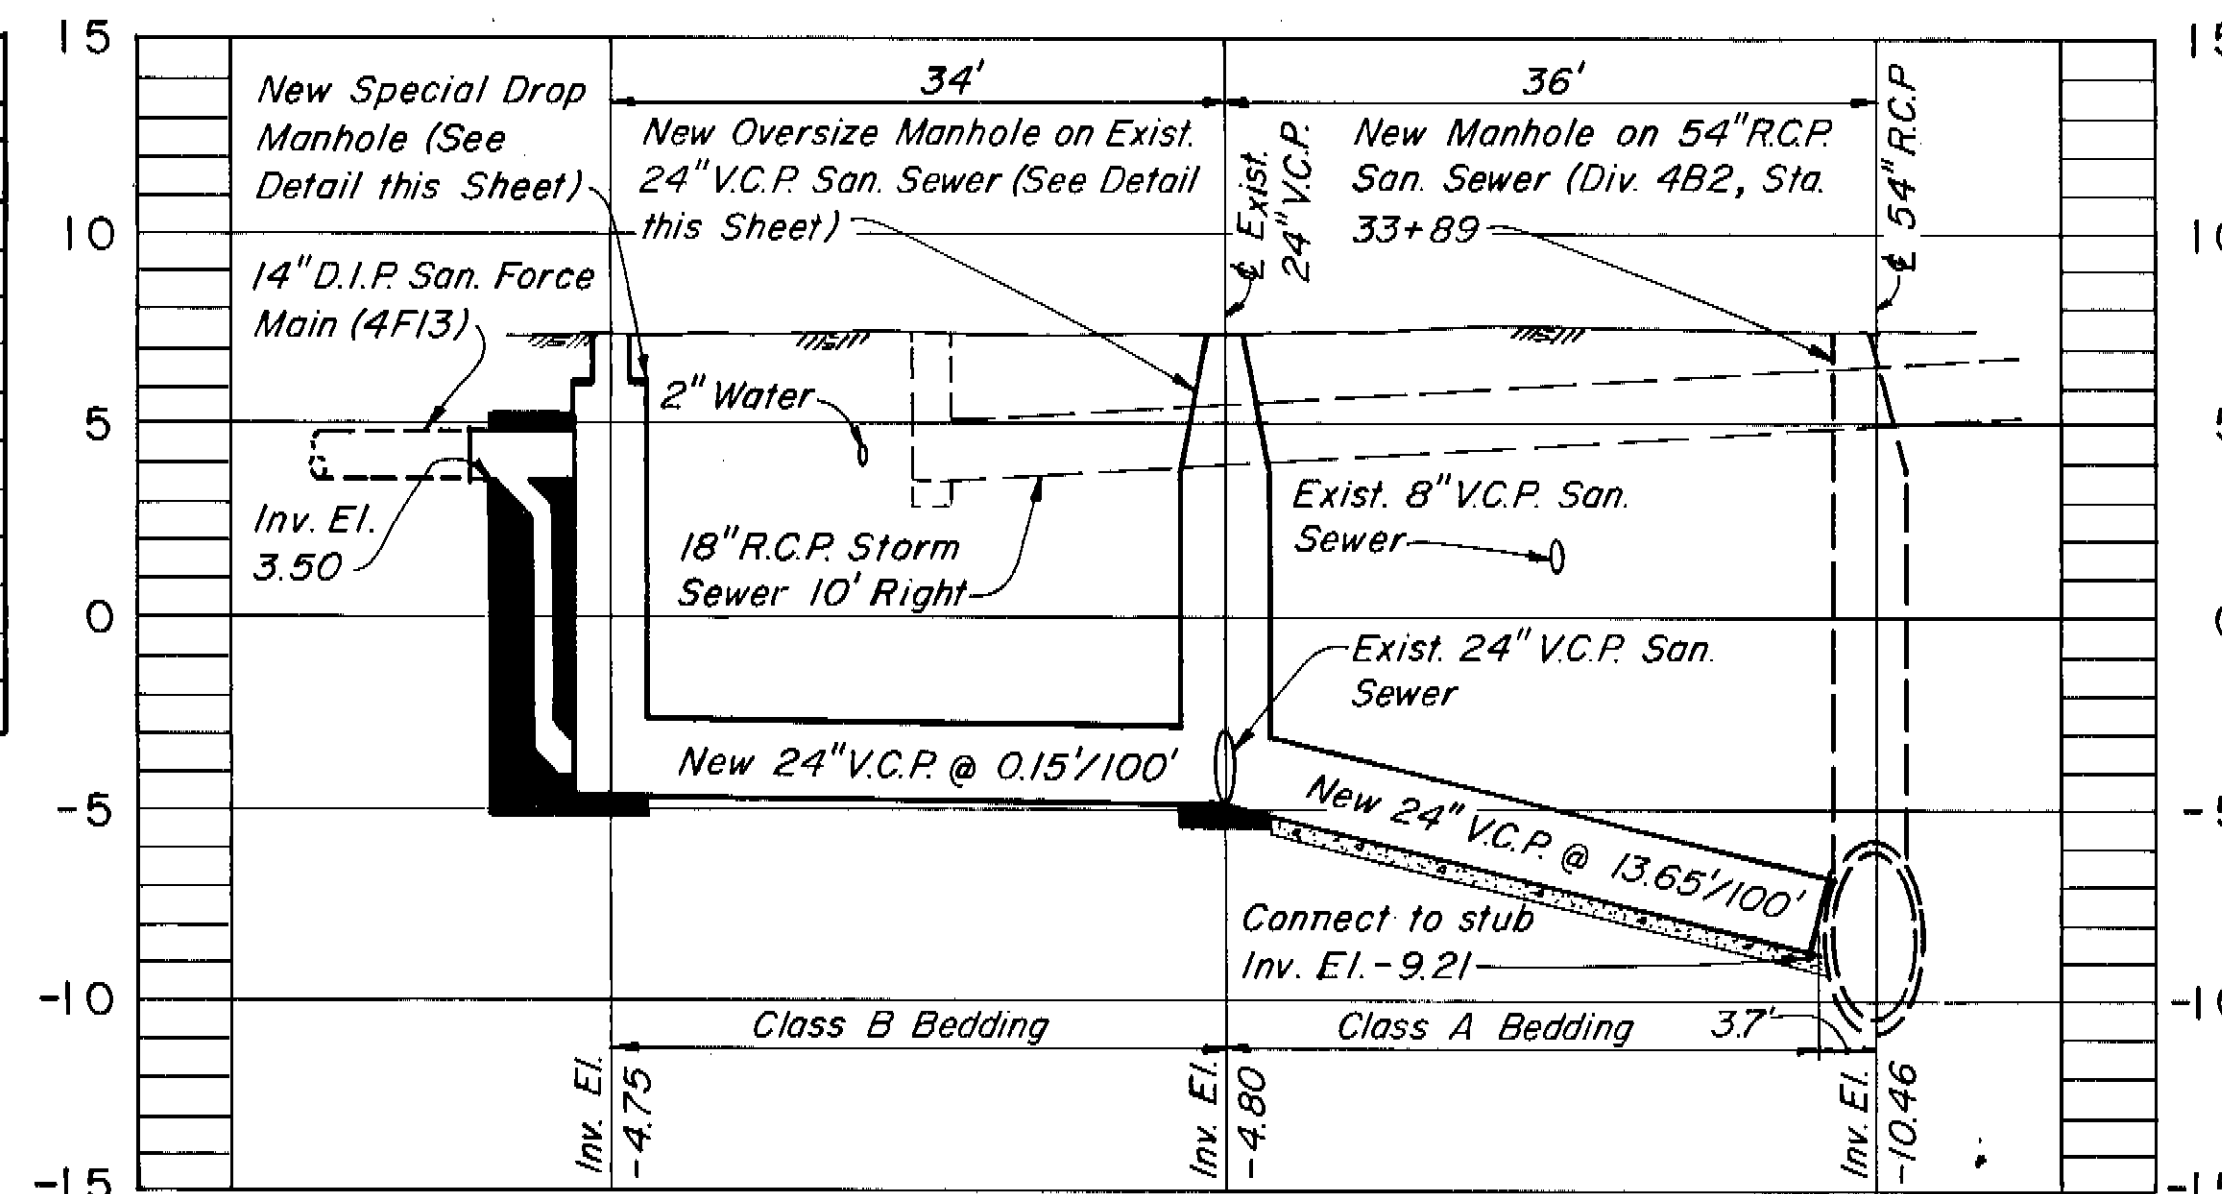 15
10
5
0
-5
-10
-15
34'
36'
New Special Drop
Manhole (See
Detail this Sheet)
New Oversize Manhole on Exist.
24" V.C.P. San. Sewer (See Detail
this Sheet)
℄ Exist.
24" V.C.P.
New Manhole on 54" R.C.P.
San. Sewer (Div. 4B2, Sta.
33+89
℄ 54" R.C.P
14" D.I.P. San. Force
Main (4F13)
2" Water
Inv. El.
3.50
18" R.C.P. Storm
Sewer 10' Right
Exist. 8" V.C.P. San.
Sewer
Exist. 24" V.C.P. San.
Sewer
New 24" V.C.P. @ 0.15'/100'
New 24" V.C.P. @ 13.65'/100'
Connect to stub
Inv. El. -9.21
Class B Bedding
Class A Bedding
3.7'
Inv. El.
-4.75
Inv. El.
-4.80
Inv. El.
-10.46